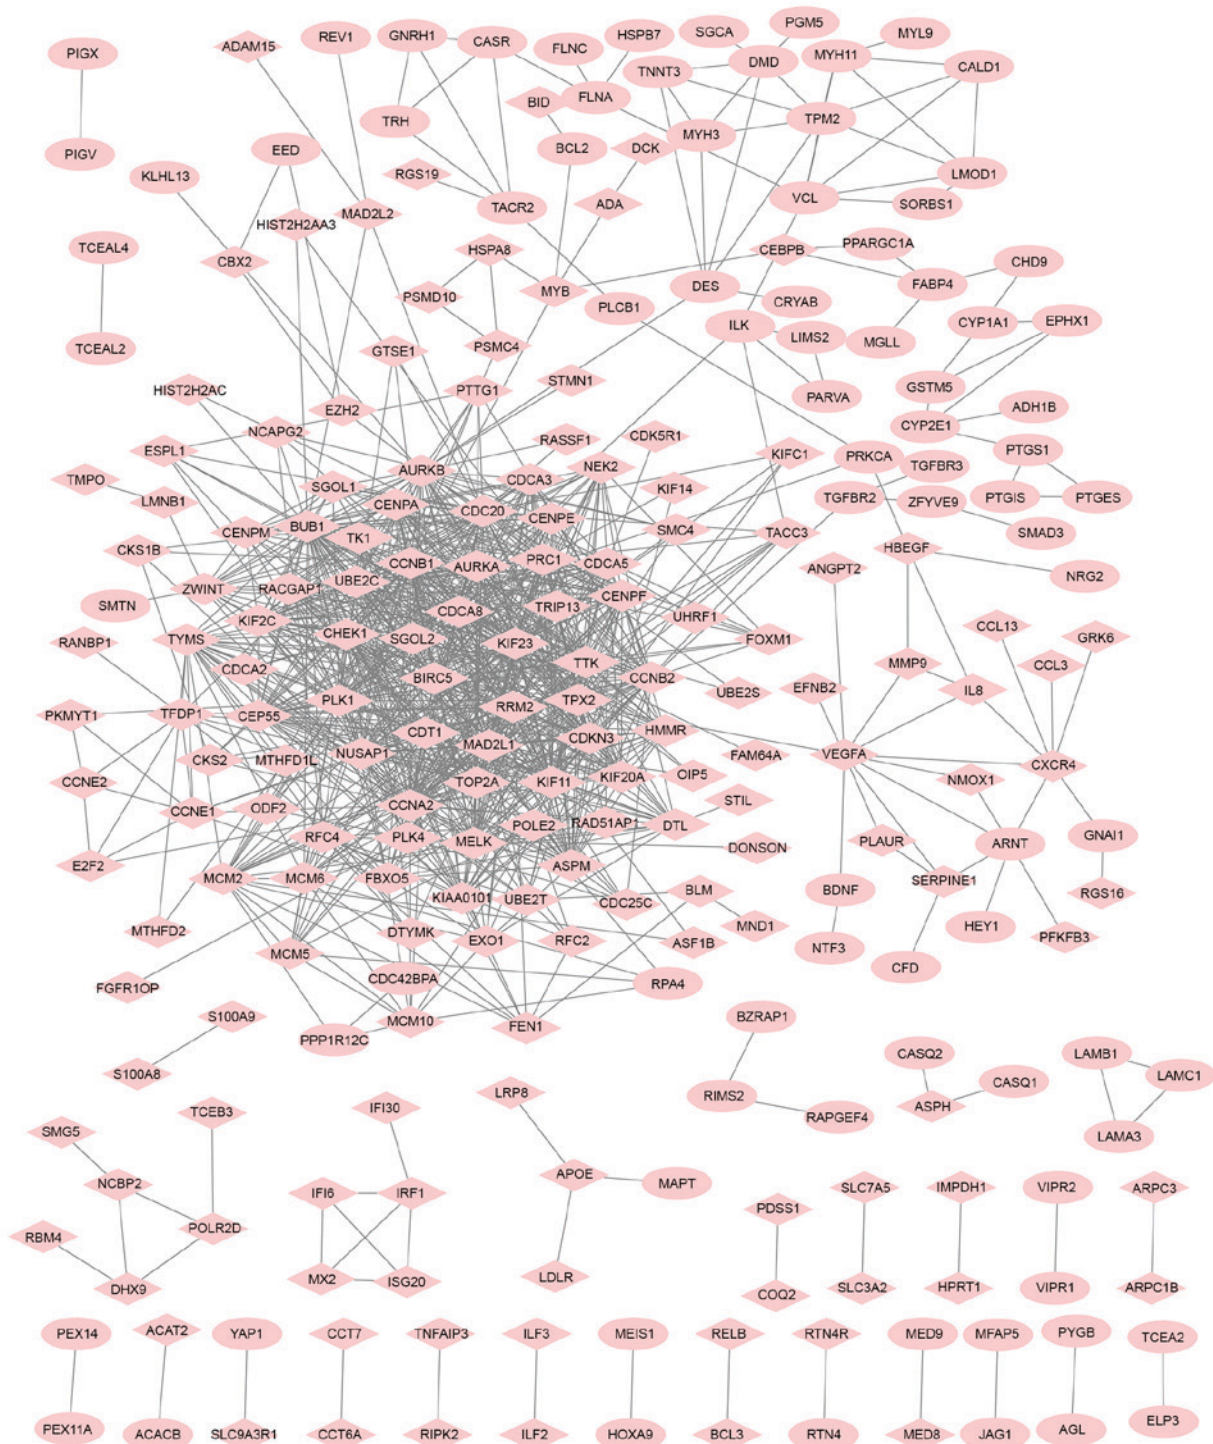 REV1
GNRH1
CASR
FLNC
HSPB7
SGCA
PGM5
MYL9
PIGX
ADAM15
TNNT3
DMD
MYH11
CALD1
BID
FLNA
TRH
MYH3
TPM2
PIGV
EED
BCL2
DCK
KLHL13
RGS19
LMOD1
HIST2H2AA3
MAD2L2
TACR2
ADA
VCL
SORBS1
TCEAL4
CBX2
HSPA8
CEBPB
PPARGC1A
PSMD10
MYB
DES
FABP4
CHD9
PLCB1
CRYAB
TCEAL2
GTSE1
PSMC4
ILK
LIMS2
MGLL
CYP1A1
EPHX1
HIST2H2AC
EZH2
PTTG1
STMN1
PARVA
GSTM5
ADH1B
ESPL1
NCAPG2
RASSF1
CDK5R1
CYP2E1
TMPO
LMNB1
SGOL1
AURKB
CDCA3
NEK2
KIFC1
PRKCA
TGFBR3
PTGS1
KIF14
TGFBR2
ZFYVE9
PTGIS
PTGES
CENPA
CDC20
CENPE
SMC4
TACC3
SMAD3
CENPM
BUB1
TK1
CKS1B
CCNB1
AURKA
PRC1
CDCA5
ANGPT2
HBEGF
NRG2
SMTN
ZWINT
RACGAP1
UBE2C
CENPF
CDCA8
TRIP13
UHRF1
KIF2C
CHEK1
SGOL2
KIF23
FOXM1
RANBP1
TYMS
CCL13
GRK6
CDCA2
BIRC5
TTK
CCNB2
UBE2S
EFNB2
MMP9
IL8
CCL3
PKMYT1
TFDP1
CEP55
PLK1
RRM2
TPX2
CDT1
MAD2L1
CDKN3
HMMR
FAM64A
VEGFA
CXCR4
CKS2
MTHFD1L
NUSAP1
CCNE2
TOP2A
KIF11
KIF20A
OIP5
NMOX1
CCNE1
ODF2
CCNA2
STIL
RFC4
PLK4
MELK
POLE2
RAD51AP1
DTL
PLAUR
ARNT
GNAI1
E2F2
MCM2
MCM6
FBXO5
ASPM
DONSON
SERPINE1
KIAA0101
UBE2T
CDC25C
BLM
BDNF
RGS16
MTHFD2
DTYMK
EXO1
RFC2
ASF1B
MND1
HEY1
PFKFB3
NTF3
MCM5
CFD
FGFR1OP
CDC42BPA
RPA4
S100A9
PPP1R12C
MCM10
FEN1
BZRAP1
S100A8
CASQ2
LAMB1
LRP8
RIMS2
CASQ1
LAMC1
TCEB3
IFI30
RAPGEF4
ASPH
SMG5
LAMA3
NCBP2
APOE
MAPT
IFI6
IRF1
SLC7A5
IMPDH1
VIPR2
ARPC3
PDSS1
POLR2D
RBM4
MX2
ISG20
LDLR
DHX9
COQ2
SLC3A2
HPRT1
VIPR1
ARPC1B
PEX14
ACAT2
YAP1
CCT7
TNFAIP3
ILF3
MEIS1
RELB
RTN4R
MED9
MFAP5
PYGB
TCEA2
PEX11A
ACACB
SLC9A3R1
CCT6A
RIPK2
ILF2
HOXA9
BCL3
RTN4
MED8
JAG1
AGL
ELP3